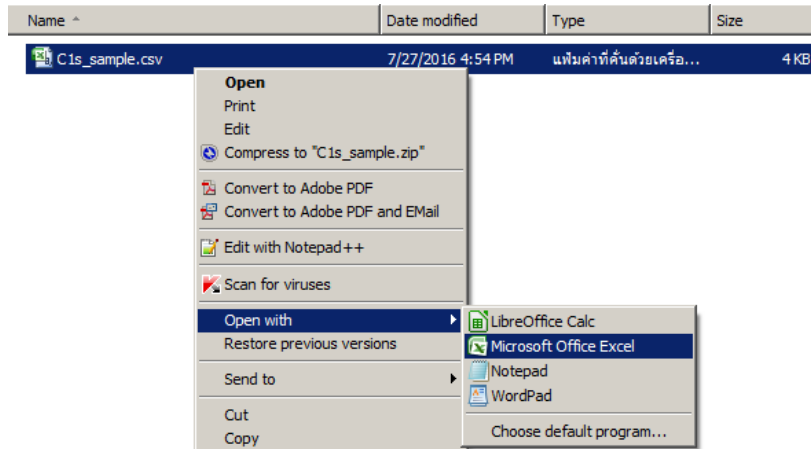 Name Date modified Type Size
C1s_sample.csv 7/27/2016 4:54 PM แฟ้มค่าที่คั่นด้วยเครื่อ... 4 KB
Open
Print
Edit
Compress to "C1s_sample.zip"
Convert to Adobe PDF
Convert to Adobe PDF and EMail
Edit with Notepad++
Scan for viruses
Open with
Restore previous versions
Send to
Cut
Copy
LibreOffice Calc
Microsoft Office Excel
Notepad
WordPad
Choose default program...